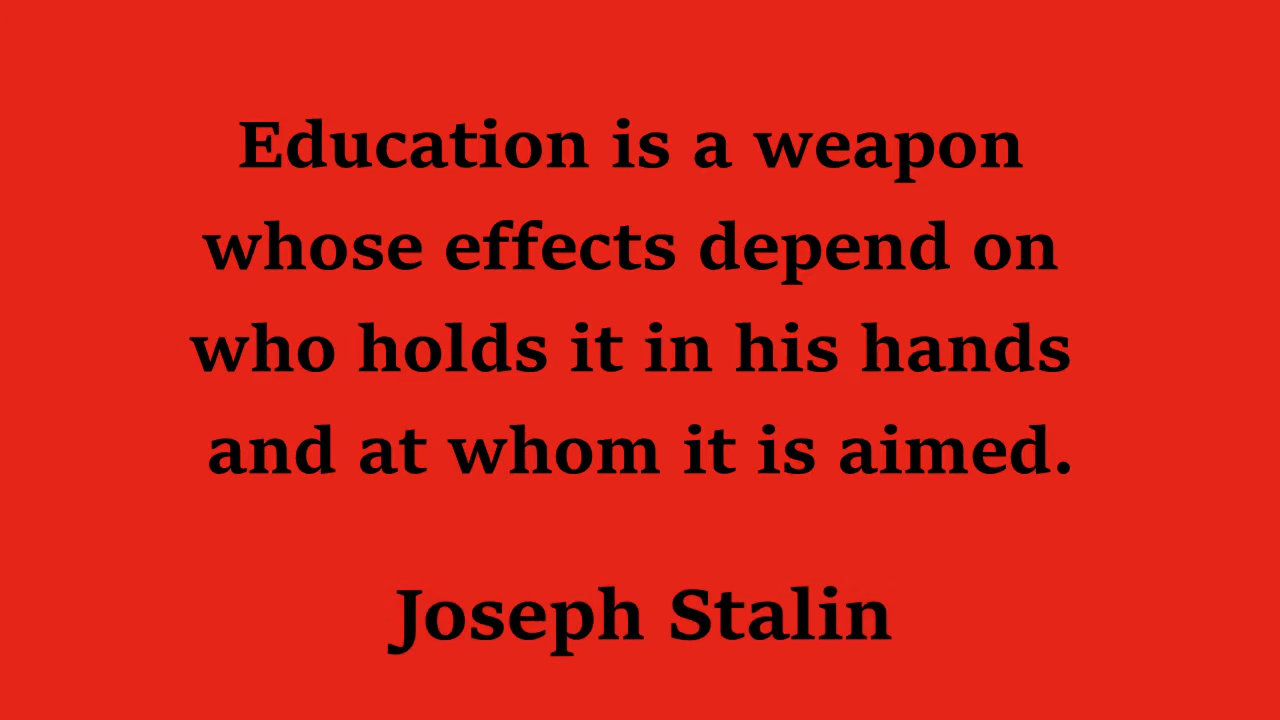 Education is a weapon
whose effects depend on
who holds it in his hands
and at whom it is aimed.
Joseph Stalin